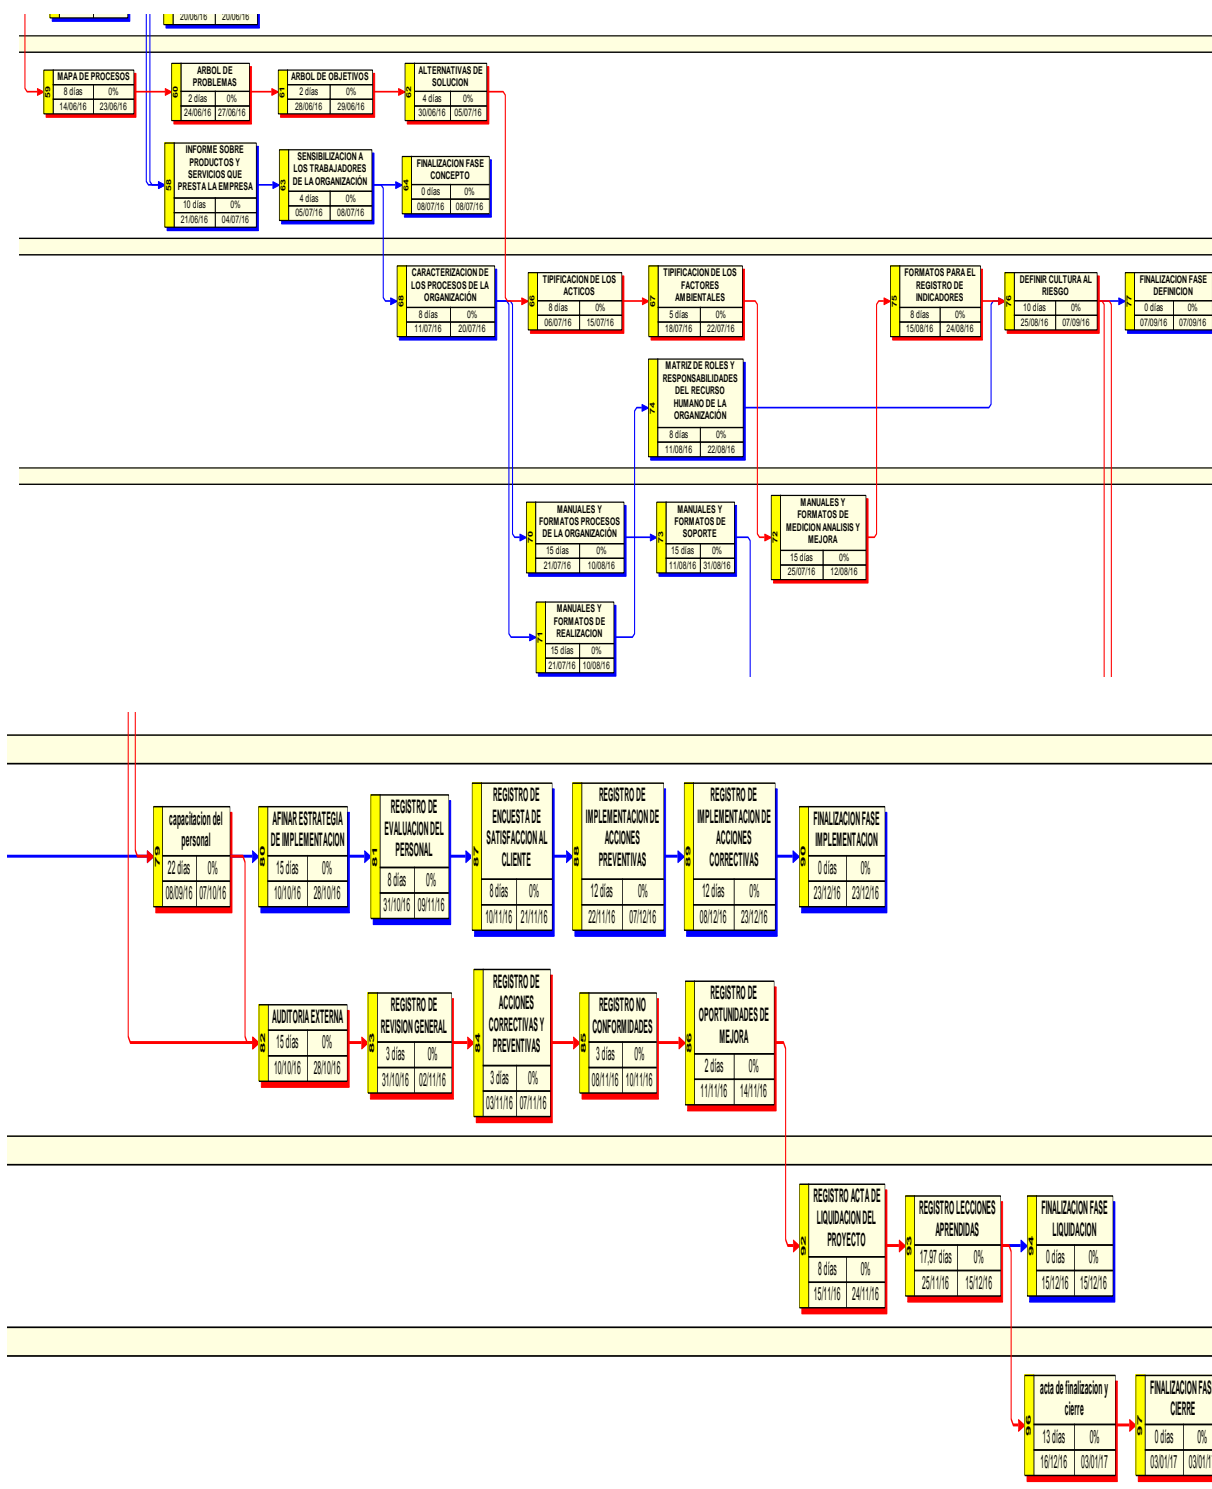 20/06/16 20/06/16
59
MAPA DE PROCESOS
8 días 0%
14/06/16 23/06/16
60
ARBOL DE
PROBLEMAS
2 días 0%
24/06/16 27/06/16
61
ARBOL DE OBJETIVOS
2 días 0%
28/06/16 29/06/16
62
ALTERNATIVAS DE
SOLUCION
4 días 0%
30/06/16 05/07/16
58
INFORME SOBRE
PRODUCTOS Y
SERVICIOS QUE
PRESTA LA EMPRESA
10 días 0%
21/06/16 04/07/16
63
SENSIBILIZACION A
LOS TRABAJADORES
DE LA ORGANIZACIÓN
4 días 0%
05/07/16 08/07/16
64
FINALIZACION FASE
CONCEPTO
0 días 0%
08/07/16 08/07/16
68
CARACTERIZACION DE
LOS PROCESOS DE LA
ORGANIZACIÓN
8 días 0%
11/07/16 20/07/16
66
TIPIFICACION DE LOS
ACTICOS
8 días 0%
06/07/16 15/07/16
67
TIPIFICACION DE LOS
FACTORES
AMBIENTALES
5 días 0%
18/07/16 22/07/16
75
FORMATOS PARA EL
REGISTRO DE
INDICADORES
8 días 0%
15/08/16 24/08/16
76
DEFINIR CULTURA AL
RIESGO
10 días 0%
25/08/16 07/09/16
77
FINALIZACION FASE
DEFINICION
0 días 0%
07/09/16 07/09/16
74
MATRIZ DE ROLES Y
RESPONSABILIDADES
DEL RECURSO
HUMANO DE LA
ORGANIZACIÓN
8 días 0%
11/08/16 22/08/16
70
MANUALES Y
FORMATOS PROCESOS
DE LA ORGANIZACIÓN
15 días 0%
21/07/16 10/08/16
73
MANUALES Y
FORMATOS DE
SOPORTE
15 días 0%
11/08/16 31/08/16
72
MANUALES Y
FORMATOS DE
MEDICION ANALISIS Y
MEJORA
15 días 0%
25/07/16 12/08/16
71
MANUALES Y
FORMATOS DE
REALIZACION
15 días 0%
21/07/16 10/08/16
79
capacitacion del
personal
22 días 0%
08/09/16 07/10/16
80
AFINAR ESTRATEGIA
DE IMPLEMENTACION
15 días 0%
10/10/16 28/10/16
81
REGISTRO DE
EVALUACION DEL
PERSONAL
8 días 0%
31/10/16 09/11/16
87
REGISTRO DE
ENCUESTA DE
SATISFACCION AL
CLIENTE
8 días 0%
10/11/16 21/11/16
88
REGISTRO DE
IMPLEMENTACION DE
ACCIONES
PREVENTIVAS
12 días 0%
22/11/16 07/12/16
89
REGISTRO DE
IMPLEMENTACION DE
ACCIONES
CORRECTIVAS
12 días 0%
08/12/16 23/12/16
90
FINALIZACION FASE
IMPLEMENTACION
0 días 0%
23/12/16 23/12/16
82
AUDITORIA EXTERNA
15 días 0%
10/10/16 28/10/16
83
REGISTRO DE
REVISION GENERAL
3 días 0%
31/10/16 02/11/16
84
REGISTRO DE
ACCIONES
CORRECTIVAS Y
PREVENTIVAS
3 días 0%
03/11/16 07/11/16
85
REGISTRO NO
CONFORMIDADES
3 días 0%
08/11/16 10/11/16
86
REGISTRO DE
OPORTUNIDADES DE
MEJORA
2 días 0%
11/11/16 14/11/16
92
REGISTRO ACTA DE
LIQUIDACION DEL
PROYECTO
8 días 0%
15/11/16 24/11/16
93
REGISTRO LECCIONES
APRENDIDAS
17,97 días 0%
25/11/16 15/12/16
94
FINALIZACION FASE
LIQUIDACION
0 días 0%
15/12/16 15/12/16
96
acta de finalizacion y
cierre
13 días 0%
16/12/16 03/01/17
97
FINALIZACION FAS
CIERRE
0 días 0%
03/01/17 03/01/1